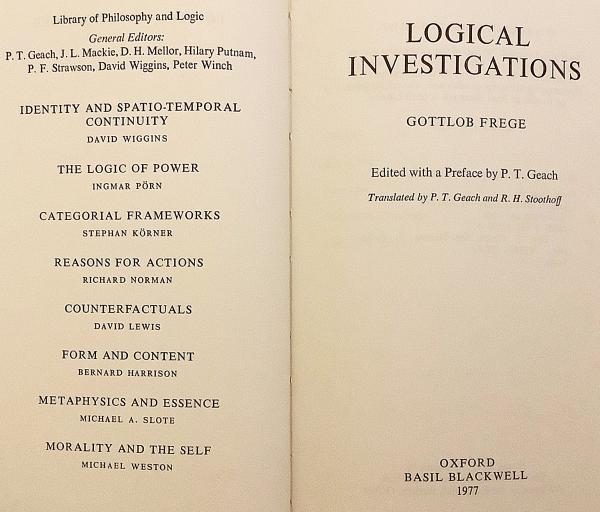 Library of Philosophy and Logic
General Editors:
P. T. Geach, J. L. Mackie, D. H. Mellor, Hilary Putnam,
P. F. Strawson, David Wiggins, Peter Winch
IDENTITY AND SPATIO-TEMPORAL
CONTINUITY
DAVID WIGGINS
THE LOGIC OF POWER
INGMAR PÖRN
CATEGORIAL FRAMEWORKS
STEPHAN KÖRNER
REASONS FOR ACTIONS
RICHARD NORMAN
COUNTERFACTUALS
DAVID LEWIS
FORM AND CONTENT
BERNARD HARRISON
METAPHYSICS AND ESSENCE
MICHAEL A. SLOTE
MORALITY AND THE SELF
MICHAEL WESTON
LOGICAL
INVESTIGATIONS
GOTTLOB FREGE
Edited with a Preface by P. T. Geach
Translated by P. T. Geach and R. H. Stoothoff
OXFORD
BASIL BLACKWELL
1977